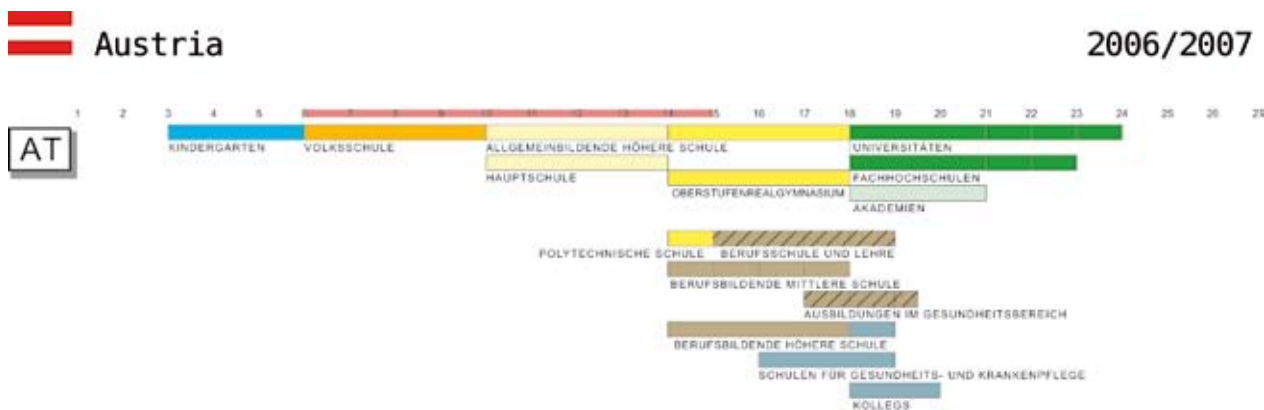 Austria 2006/2007
1 2 3 4 5 6 7 8 9 10 11 12 13 14 15 16 17 18 19 20 21 22 23 24 25 26 27 28 29
AT
KINDERGARTEN VOLKSSCHULE ALLGEMEINBILDENDE HÖHERE SCHULE UNIVERSITÄTEN
HAUPTSCHULE FACHHOCHSCHULEN
OBERSTUFENREALGYMNASIUM
AKADEMIEN
POLYTECHNISCHE SCHULE BERUFSSCHULE UND LEHRE
BERUFSBILDENDE MITTLERE SCHULE
AUSBILDUNGEN IM GESUNDHEITSBEREICH
BERUFSBILDENDE HÖHERE SCHULE
SCHULEN FÜR GESUNDHEITS- UND KRANKENPFLEGE
KOLLEGS